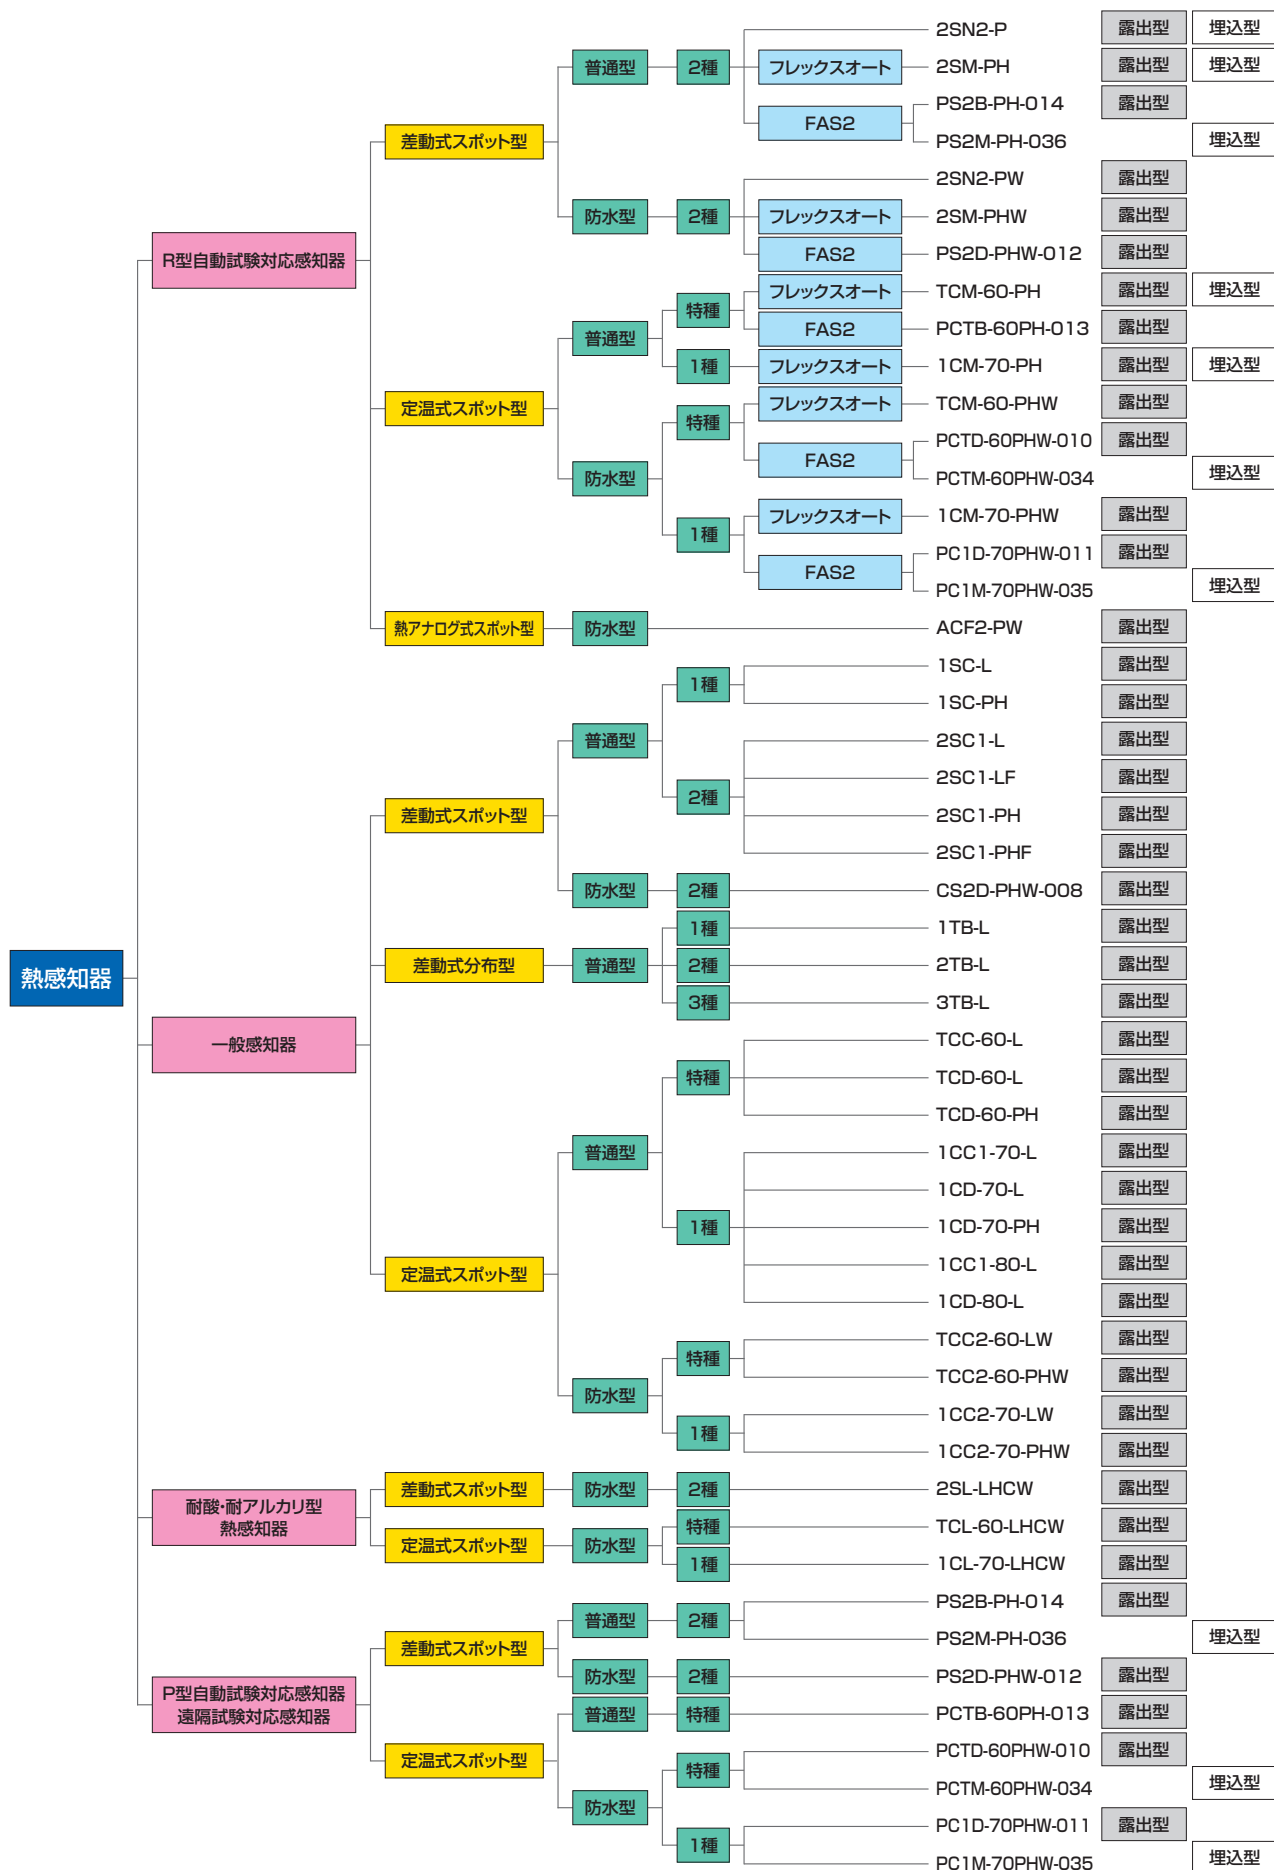 2SN2-P 露出型 埋込型
普通型 2種 フレックスオート 2SM-PH 露出型 埋込型
PS2B-PH-014 露出型
FAS2
差動式スポット型 PS2M-PH-036 埋込型
2SN2-PW 露出型
防水型 2種 フレックスオート 2SM-PHW 露出型
FAS2 PS2D-PHW-012 露出型
R型自動試験対応感知器
フレックスオート TCM-60-PH 露出型 埋込型
特種
普通型 FAS2 PCTB-60PH-013 露出型
1種 フレックスオート 1CM-70-PH 露出型 埋込型
定温式スポット型 フレックスオート TCM-60-PHW 露出型
特種
PCTD-60PHW-010 露出型
FAS2
防水型 PCTM-60PHW-034 埋込型
フレックスオート 1CM-70-PHW 露出型
1種
PC1D-70PHW-011 露出型
FAS2
PC1M-70PHW-035 埋込型
熱アナログ式スポット型 防水型 ACF2-PW 露出型
1SC-L 露出型
1種
1SC-PH 露出型
普通型 2SC1-L 露出型
2SC1-LF 露出型
2種
差動式スポット型 2SC1-PH 露出型
2SC1-PHF 露出型
防水型 2種 CS2D-PHW-008 露出型
1種 1TB-L 露出型
差動式分布型 普通型 2種 2TB-L 露出型
熱感知器
3種 3TB-L 露出型
一般感知器 TCC-60-L 露出型
特種 TCD-60-L 露出型
TCD-60-PH 露出型
普通型 1CC1-70-L 露出型
1CD-70-L 露出型
1種 1CD-70-PH 露出型
定温式スポット型 1CC1-80-L 露出型
1CD-80-L 露出型
TCC2-60-LW 露出型
特種
TCC2-60-PHW 露出型
防水型
1CC2-70-LW 露出型
1種
1CC2-70-PHW 露出型
差動式スポット型 防水型 2種 2SL-LHCW 露出型
耐酸・耐アルカリ型
熱感知器
特種 TCL-60-LHCW 露出型
定温式スポット型 防水型
1種 1CL-70-LHCW 露出型
PS2B-PH-014 露出型
普通型 2種
差動式スポット型 PS2M-PH-036 埋込型
防水型 2種 PS2D-PHW-012 露出型
P型自動試験対応感知器
遠隔試験対応感知器
普通型 特種 PCTB-60PH-013 露出型
定温式スポット型 PCTD-60PHW-010 露出型
特種
PCTM-60PHW-034 埋込型
防水型
PC1D-70PHW-011 露出型
1種
PC1M-70PHW-035 埋込型